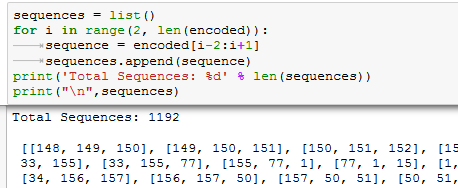 sequences = list()
for i in range(2, len(encoded)):
sequence = encoded[i-2:i+1]
sequences.append(sequence)
print('Total Sequences: %d' % len(sequences))
print("\n",sequences)
Total Sequences: 1192
[[148, 149, 150], [149, 150, 151], [150, 151, 152], [15
33, 155], [33, 155, 77], [155, 77, 1], [77, 1, 15], [1,
[34, 156, 157], [156, 157, 50], [157, 50, 51], [50, 51,